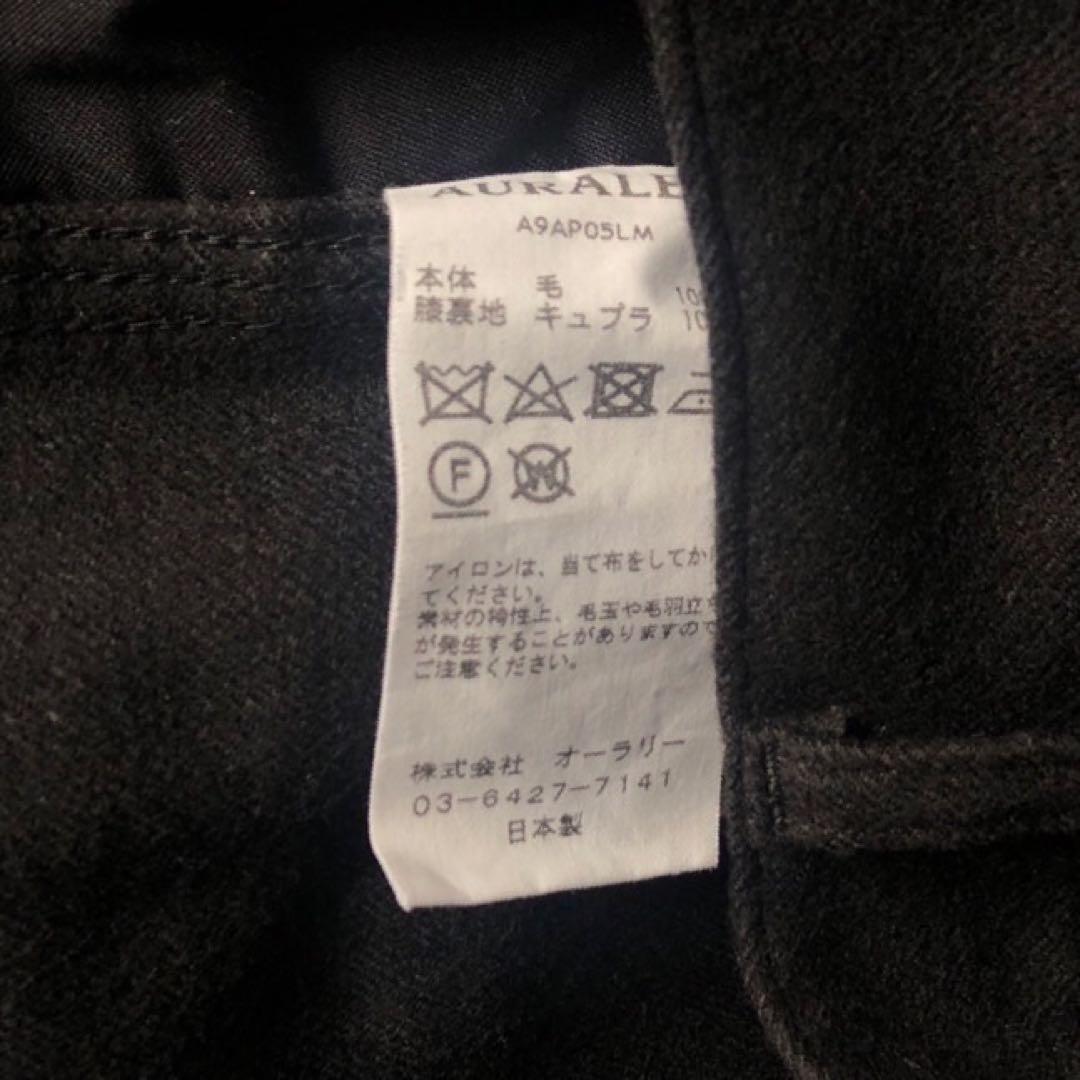 AURALE
A9AP05LM
本体 毛 10
膝裏地 キュプラ 10
F
W
アイロンは、当て布をしてか
てください。
素材の特性上、毛玉や毛羽立ち
が発生することがありますので
ご注意ください。
株式会社 オーラリー
03-6427-7141
日本製